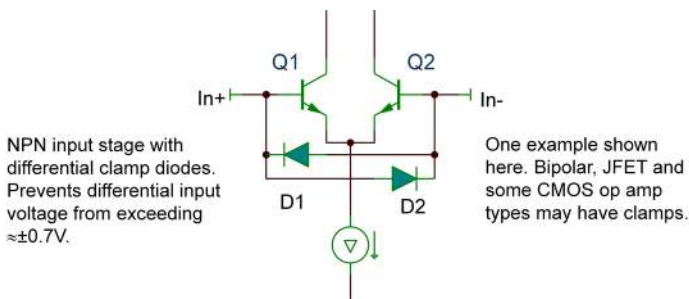 Q1
Q2
In+
In-
NPN input stage with
differential clamp diodes.
Prevents differential input
voltage from exceeding
≈±0.7V.
One example shown
here. Bipolar, JFET and
some CMOS op amp
types may have clamps.
D1
D2